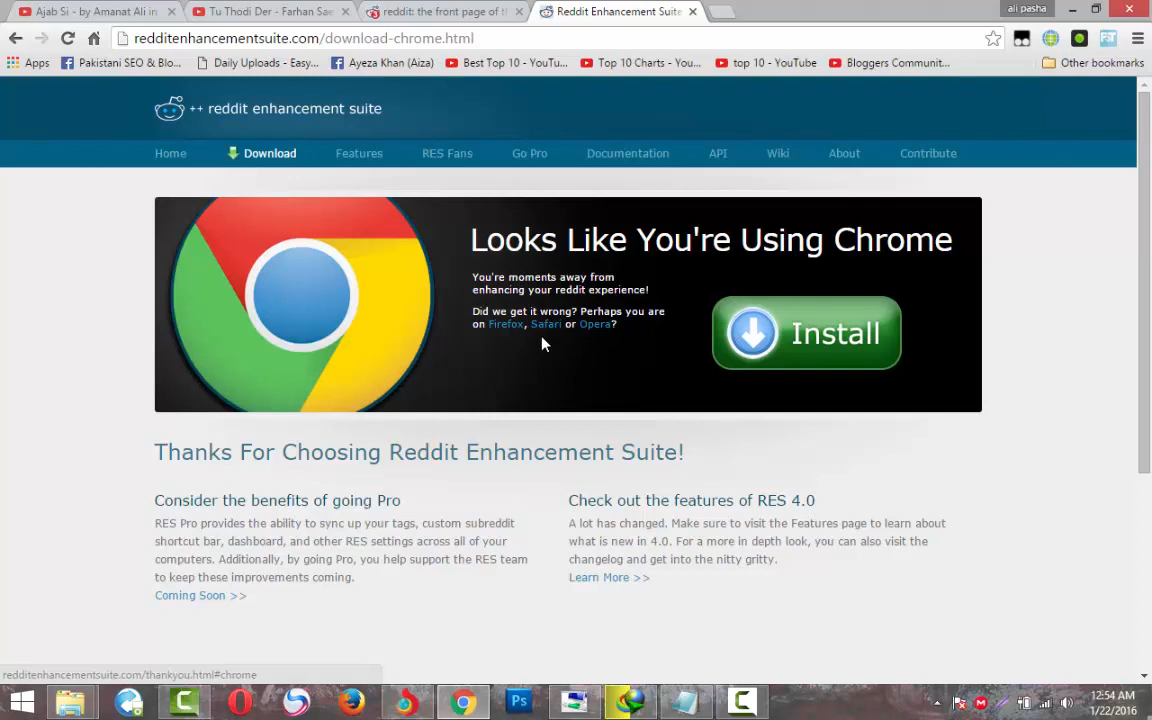 Ajab Si - by Amanat Ali in
Tu Thodi Der - Farhan Sae
reddit: the front page of t
Reddit Enhancement Suite
ali pasha
redditenhancementsuite.com/download-chrome.html
Apps
Pakistani SEO & Blo...
Daily Uploads - Easy...
Ayeza Khan (Aiza)
Best Top 10 - YouTu...
Top 10 Charts - You...
top 10 - YouTube
Bloggers Communit...
Other bookmarks
++ reddit enhancement suite
Home
Download
Features
RES Fans
Go Pro
Documentation
API
Wiki
About
Contribute
Looks Like You're Using Chrome
You're moments away from
enhancing your reddit experience!
Did we get it wrong? Perhaps you are
on Firefox, Safari or Opera?
Install
Thanks For Choosing Reddit Enhancement Suite!
Consider the benefits of going Pro
RES Pro provides the ability to sync up your tags, custom subreddit
shortcut bar, dashboard, and other RES settings across all of your
computers. Additionally, by going Pro, you help support the RES team
to keep these improvements coming.
Coming Soon >>
Check out the features of RES 4.0
A lot has changed. Make sure to visit the Features page to learn about
what is new in 4.0. For a more in depth look, you can also visit the
changelog and get into the nitty gritty.
Learn More >>
redditenhancementsuite.com/thankyou.html#chrome
Ps
12:54 AM
1/22/2016